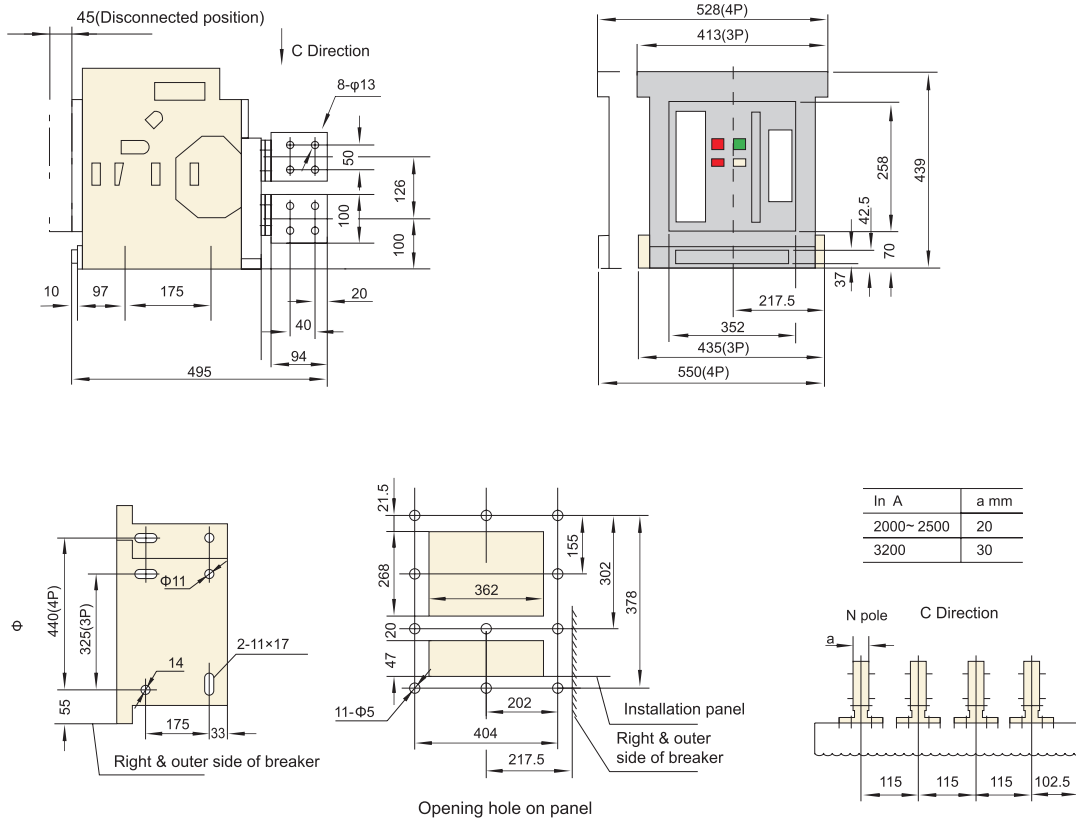 45(Disconnected position)
C Direction
8-φ13
50
126
100
100
10
97
175
20
40
94
495
528(4P)
413(3P)
258
439
42.5
70
37
217.5
352
435(3P)
550(4P)
Φ
440(4P)
325(3P)
Φ11
2-11×17
14
55
175
33
Right & outer side of breaker
21.5
268
362
155
302
378
20
47
11-Φ5
202
404
217.5
Installation panel
Right & outer
side of breaker
Opening hole on panel
In A a mm
2000~2500 20
3200 30
N pole
C Direction
a
115
115
115
102.5